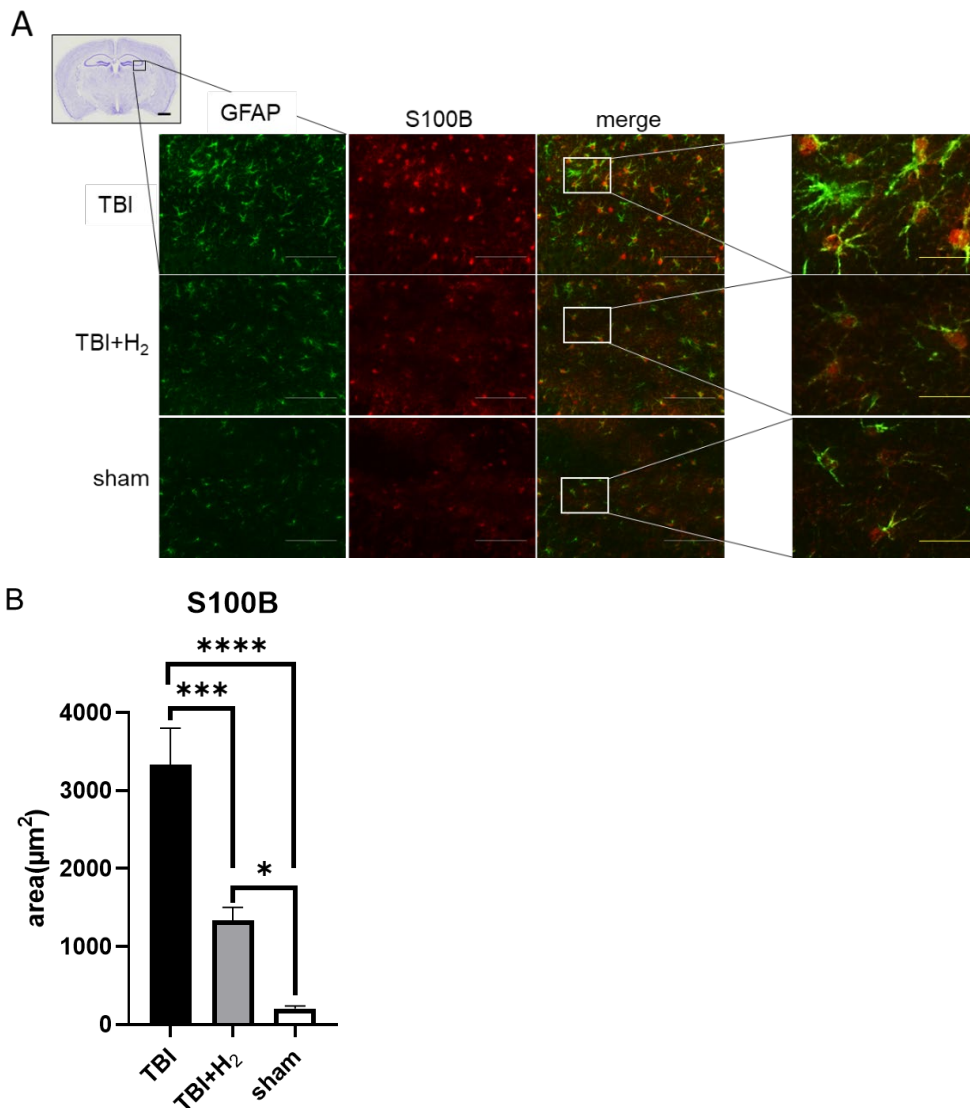 A
GFAP
S100B
merge
TBI
TBI+H₂
sham
B
S100B
****
***
*
area(µm²)
4000
3000
2000
1000
0
TBI
TBI+H₂
sham